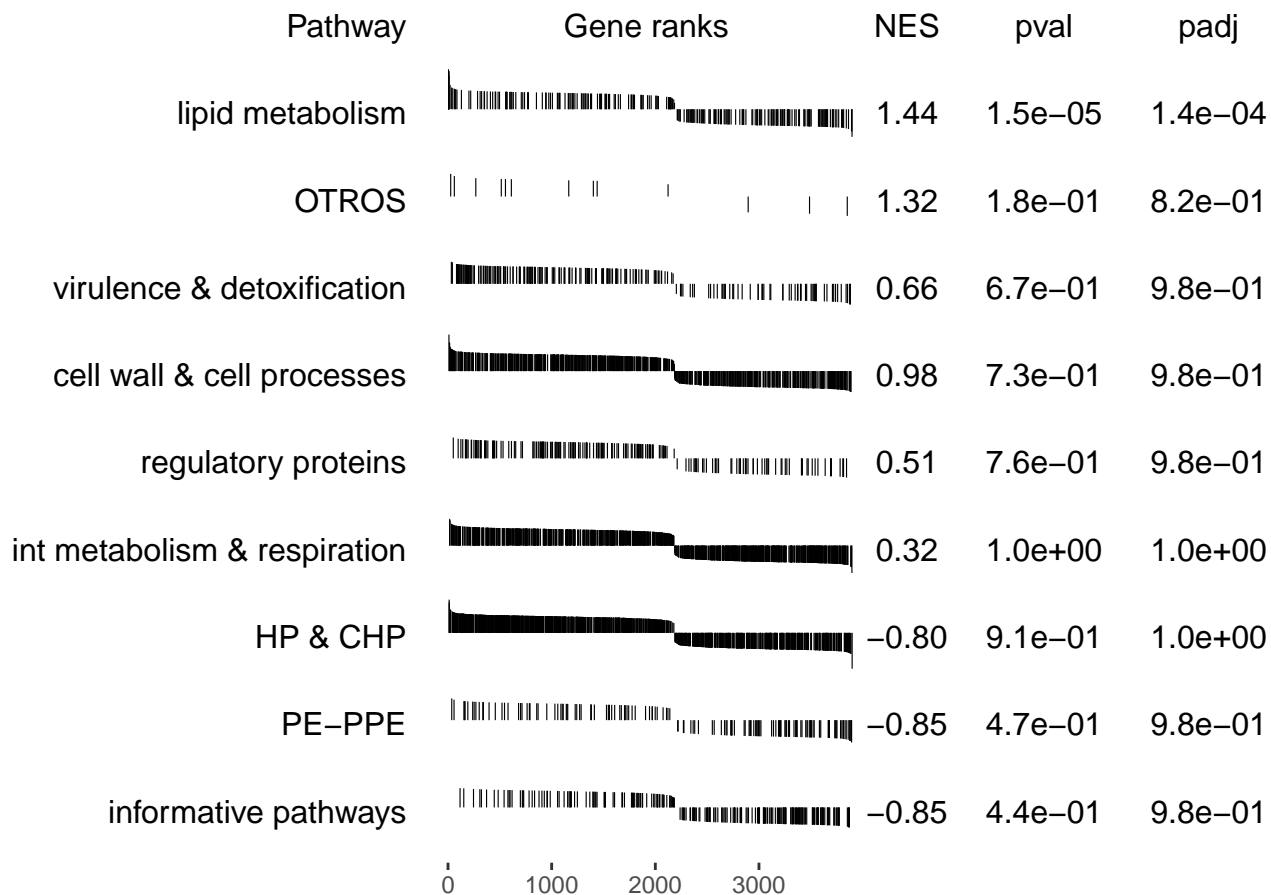 Pathway Gene ranks NES pval padj
lipid metabolism 1.44 1.5e−05 1.4e−04
OTROS 1.32 1.8e−01 8.2e−01
virulence & detoxification 0.66 6.7e−01 9.8e−01
cell wall & cell processes 0.98 7.3e−01 9.8e−01
regulatory proteins 0.51 7.6e−01 9.8e−01
int metabolism & respiration 0.32 1.0e+00 1.0e+00
HP & CHP −0.80 9.1e−01 1.0e+00
PE−PPE −0.85 4.7e−01 9.8e−01
informative pathways −0.85 4.4e−01 9.8e−01
0 1000 2000 3000